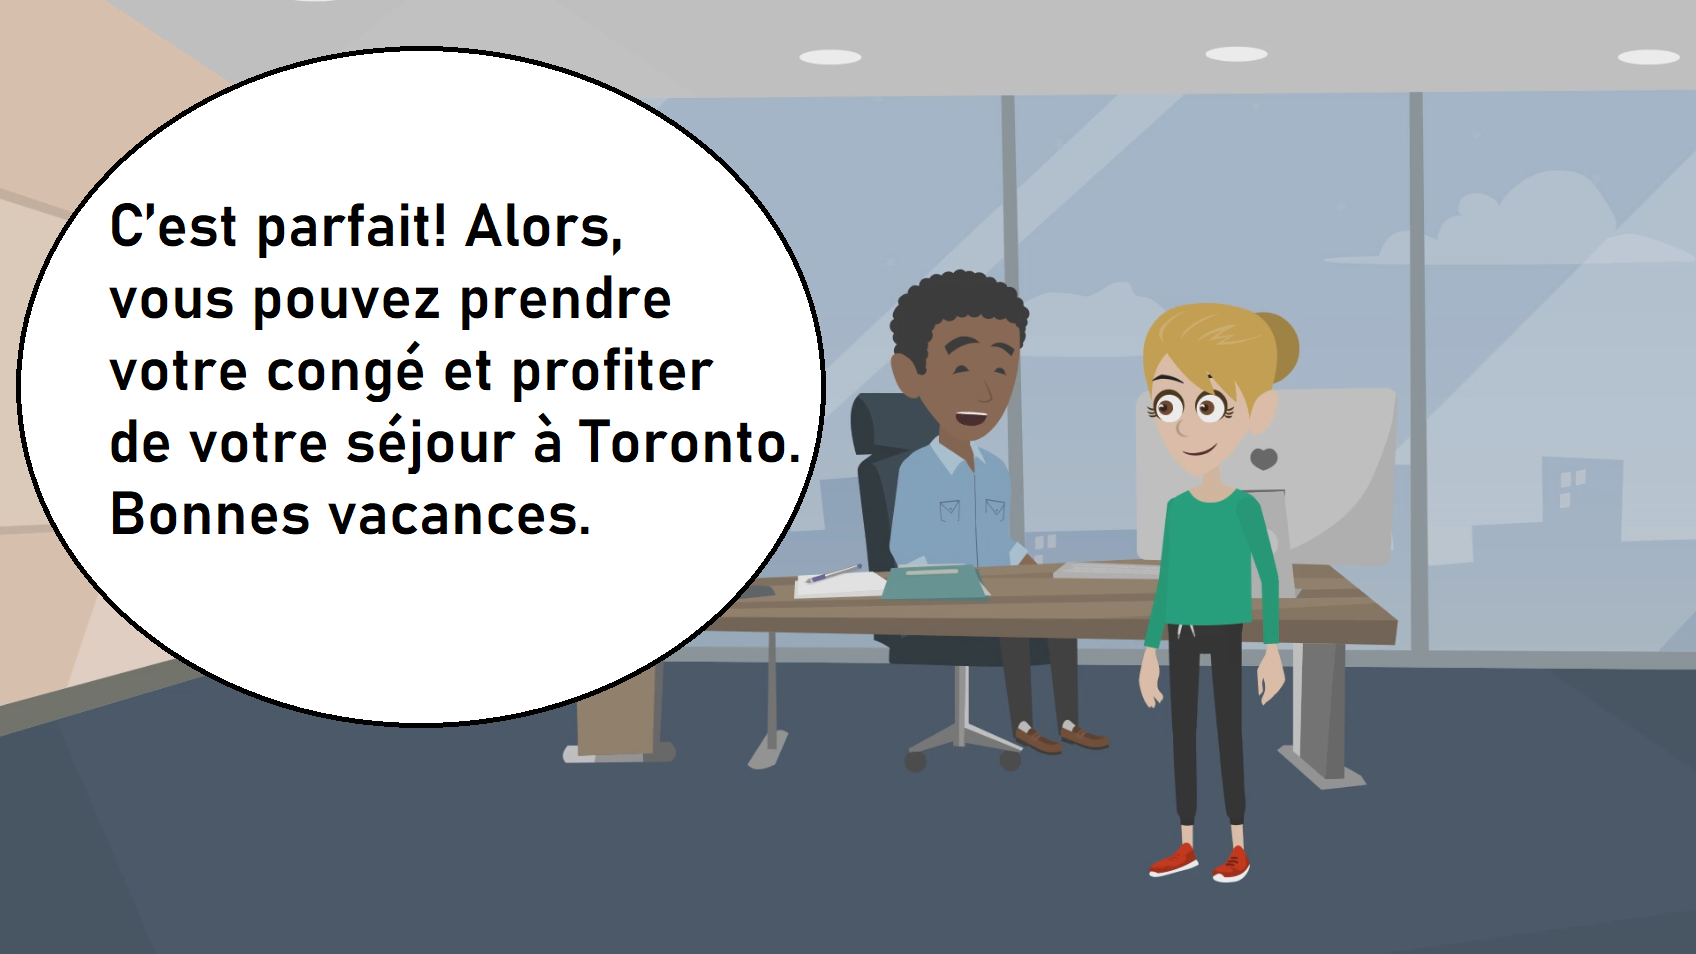 C'est parfait! Alors,
vous pouvez prendre
votre congé et profiter
de votre séjour à Toronto.
Bonnes vacances.